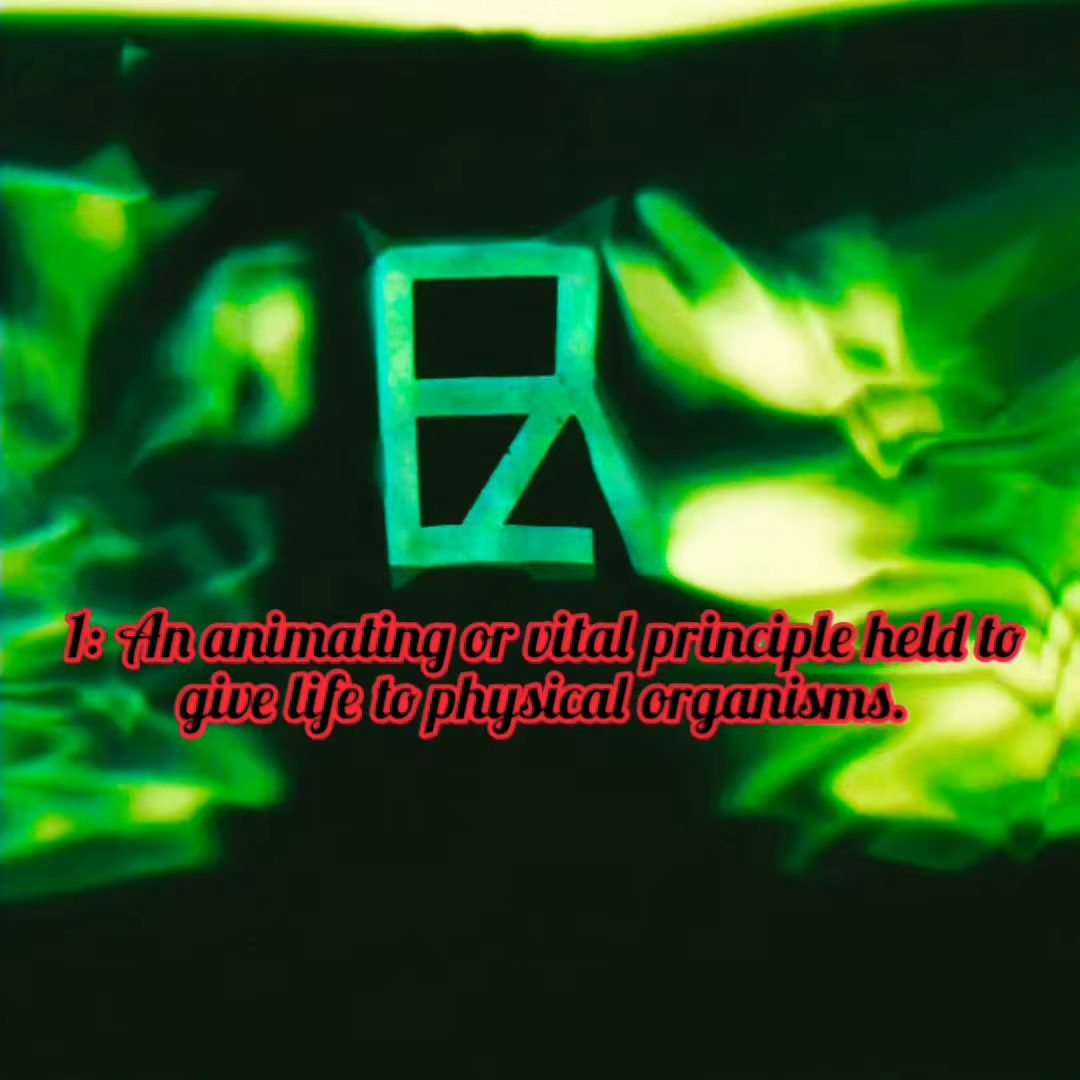 1: An animating or vital principle held to
give life to physical organisms.